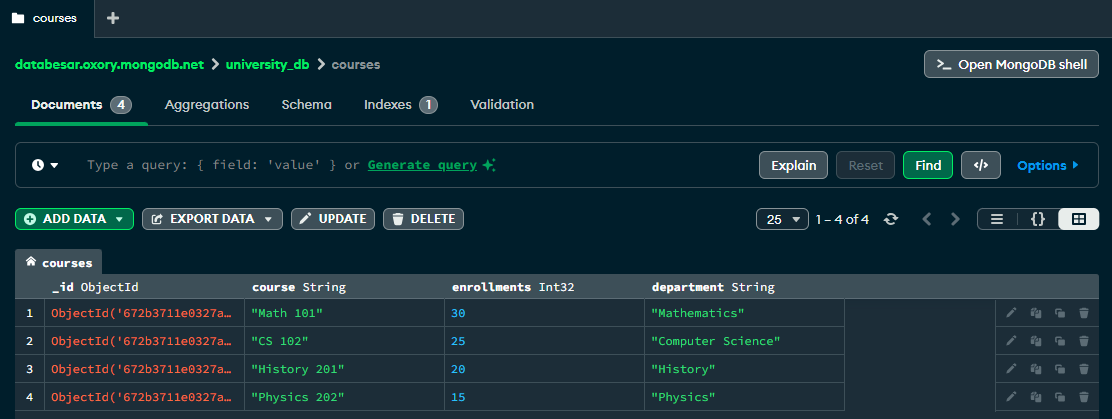 courses
databesar.oxory.mongodb.net > university_db > courses
>_ Open MongoDB shell
Documents 4 Aggregations Schema Indexes 1 Validation
Type a query: { field: 'value' } or Generate query
Explain Reset Find </> Options
ADD DATA EXPORT DATA UPDATE DELETE
25 1 – 4 of 4 {}
courses
_id ObjectId course String enrollments Int32 department String
1 ObjectId('672b3711e0327a… "Math 101" 30 "Mathematics"
2 ObjectId('672b3711e0327a… "CS 102" 25 "Computer Science"
3 ObjectId('672b3711e0327a… "History 201" 20 "History"
4 ObjectId('672b3711e0327a… "Physics 202" 15 "Physics"